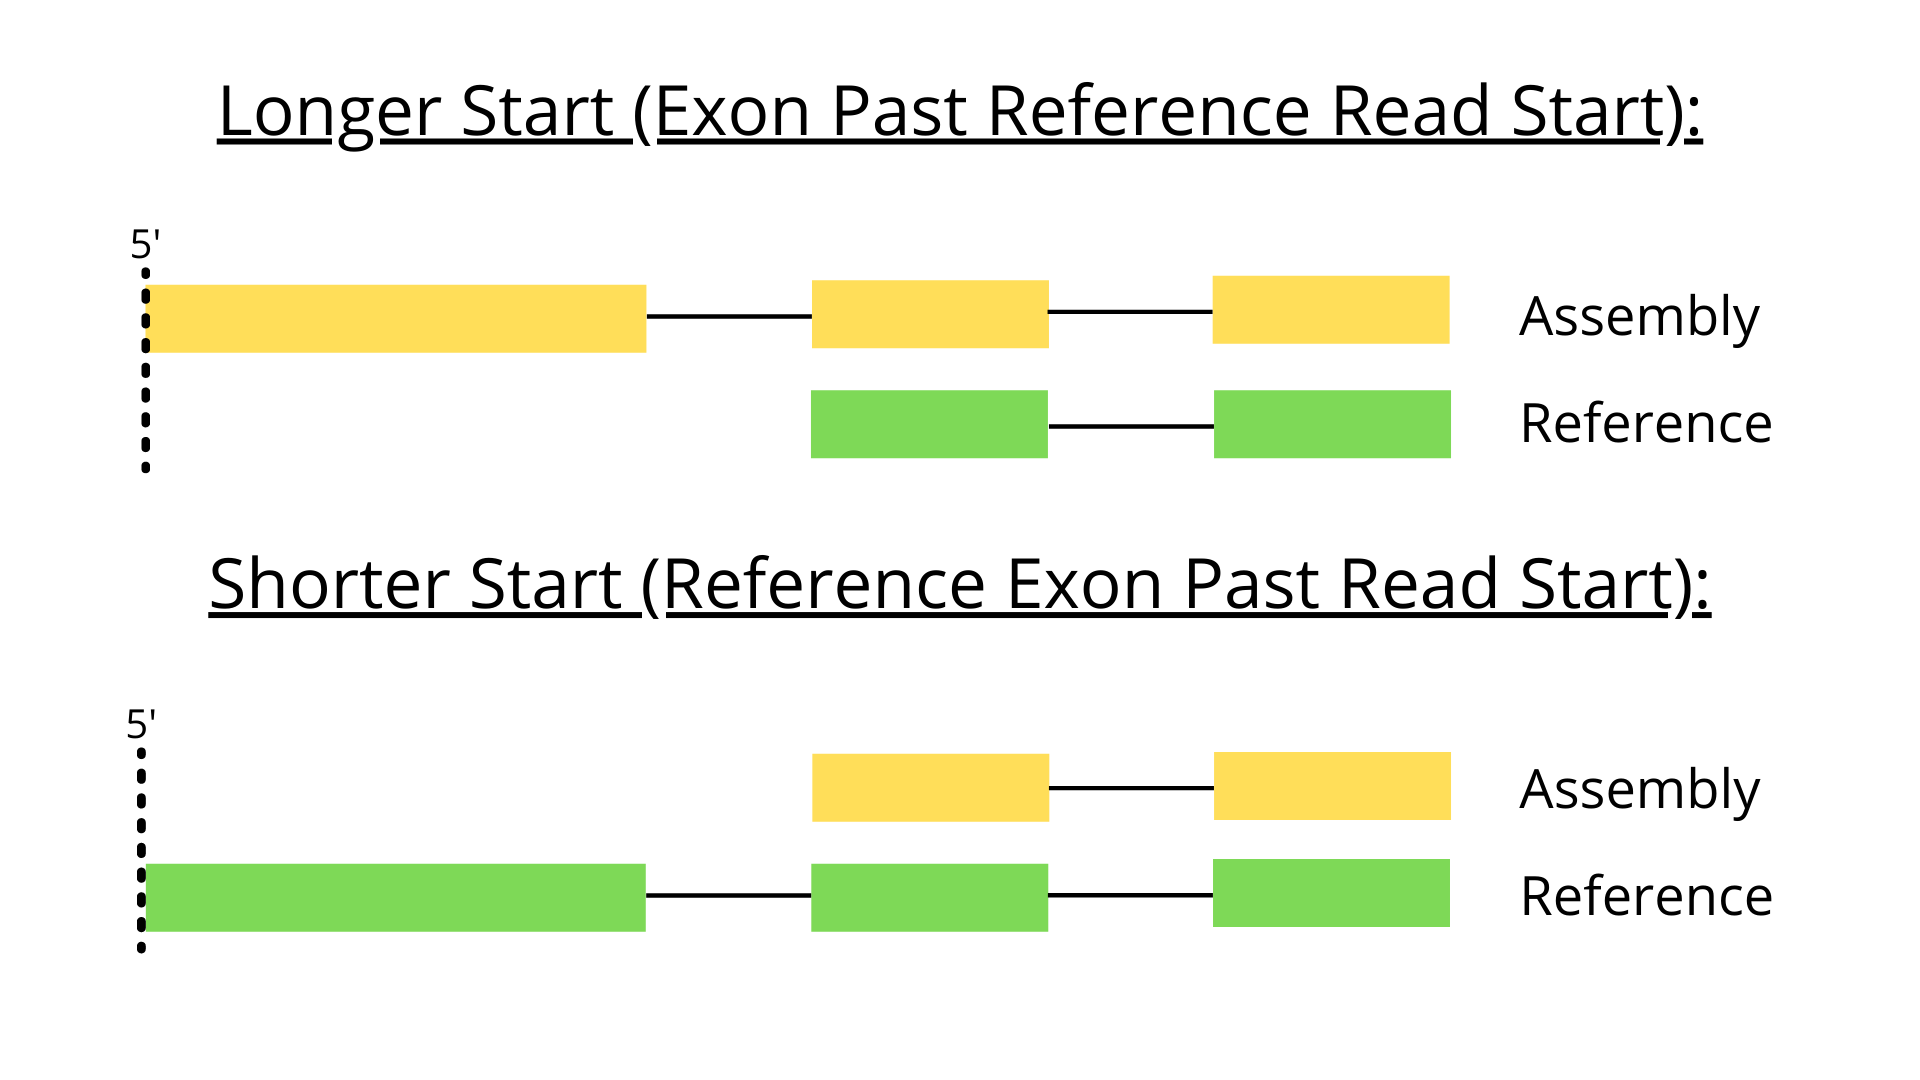 Longer Start (Exon Past Reference Read Start):
5'
Assembly
Reference
Shorter Start (Reference Exon Past Read Start):
5'
Assembly
Reference